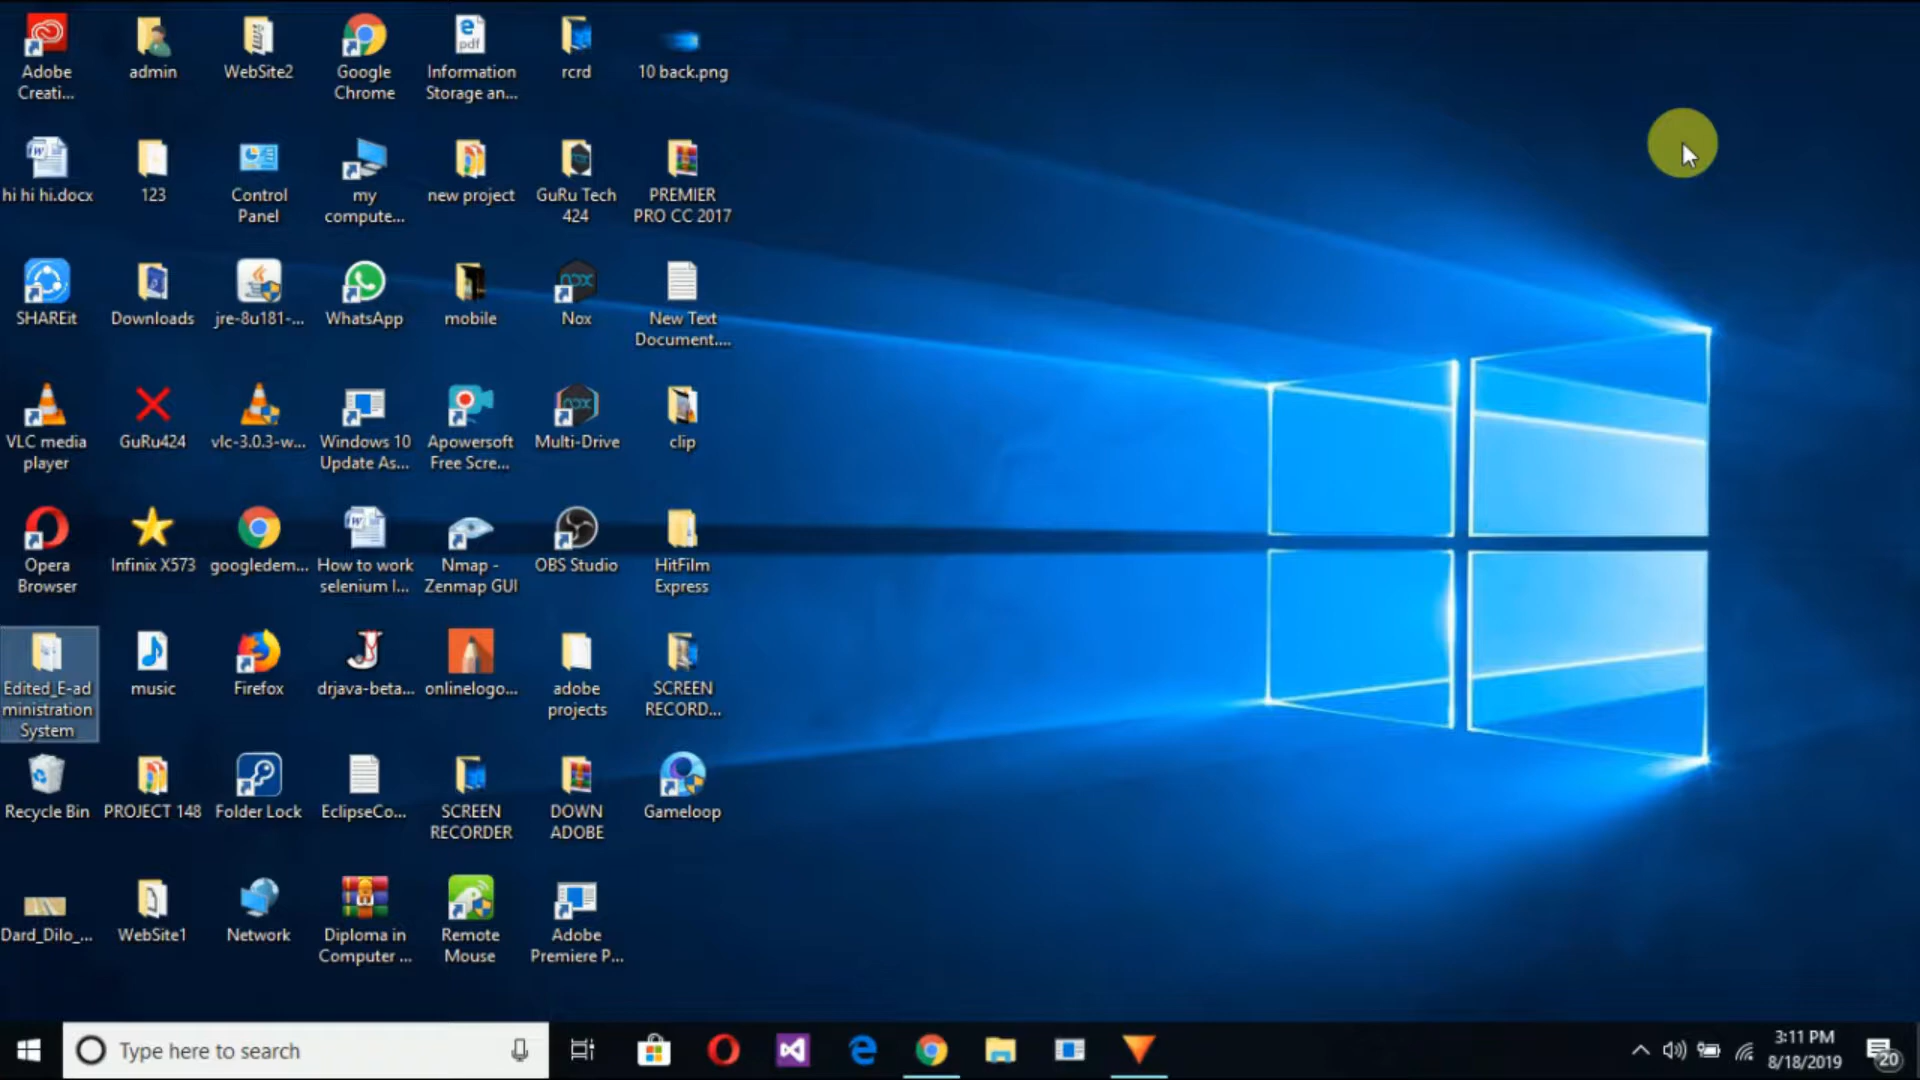 Adobe
Creati...
admin
WebSite2
Google
Chrome
pdf
Information
Storage an...
rcrd
10 back.png
hi hi hi.docx
123
Control
Panel
my
compute...
new project
GuRu Tech
424
PREMIER
PRO CC 2017
SHAREit
Downloads
jre-8u181-...
WhatsApp
mobile
nox
Nox
New Text
Document....
VLC media
player
GuRu424
vlc-3.0.3-w...
Windows 10
Update As...
Apowersoft
Free Scre...
nox
Multi-Drive
clip
Opera
Browser
Infinix X573
googledem...
How to work
selenium I...
Nmap -
Zenmap GUI
OBS Studio
HitFilm
Express
Edited_E-ad
ministration
System
music
Firefox
drjava-beta...
onlinelogo...
adobe
projects
SCREEN
RECORD...
Recycle Bin
PROJECT 148
Folder Lock
EclipseCo...
SCREEN
RECORDER
DOWN
ADOBE
Gameloop
Dard_Dilo_...
WebSite1
Network
Diploma in
Computer ...
Remote
Mouse
Adobe
Premiere P...
Type here to search
3:11 PM
8/18/2019
20